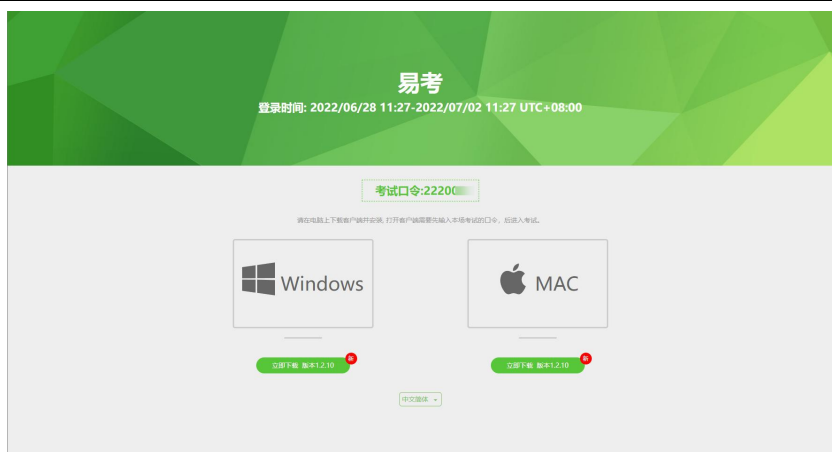 易考
登录时间: 2022/06/28 11:27-2022/07/02 11:27 UTC+08:00
考试口令:22200
请在电脑上下载客户端并安装, 打开客户端需要先输入本场考试的口令，后进入考试。
Windows
MAC
立即下载 版本1.2.10
新
立即下载 版本1.2.10
新
中文简体